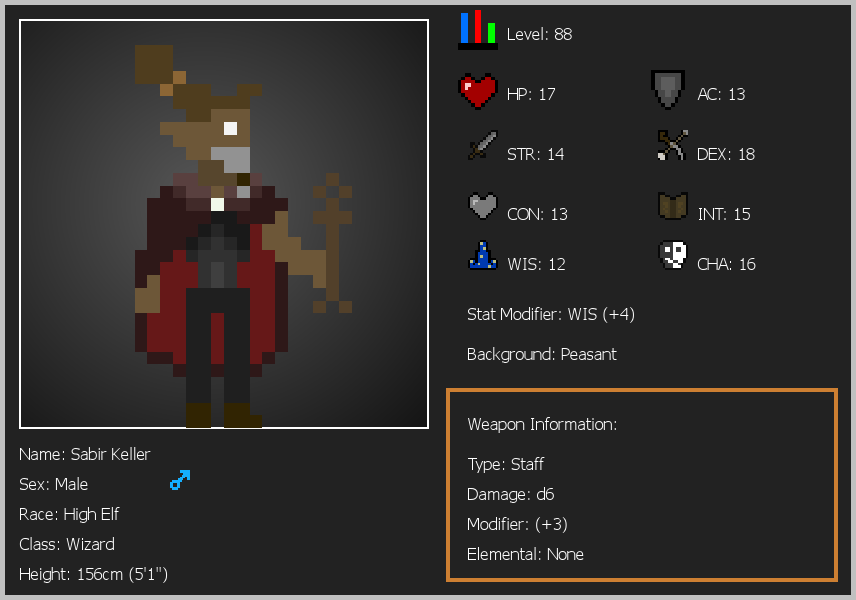 Level: 88
HP: 17
AC: 13
STR: 14
DEX: 18
CON: 13
INT: 15
WIS: 12
CHA: 16
Stat Modifier: WIS (+4)
Background: Peasant
Weapon Information:
Type: Staff
Damage: d6
Modifier: (+3)
Elemental: None
Name: Sabir Keller
Sex: Male
Race: High Elf
Class: Wizard
Height: 156cm (5'1")